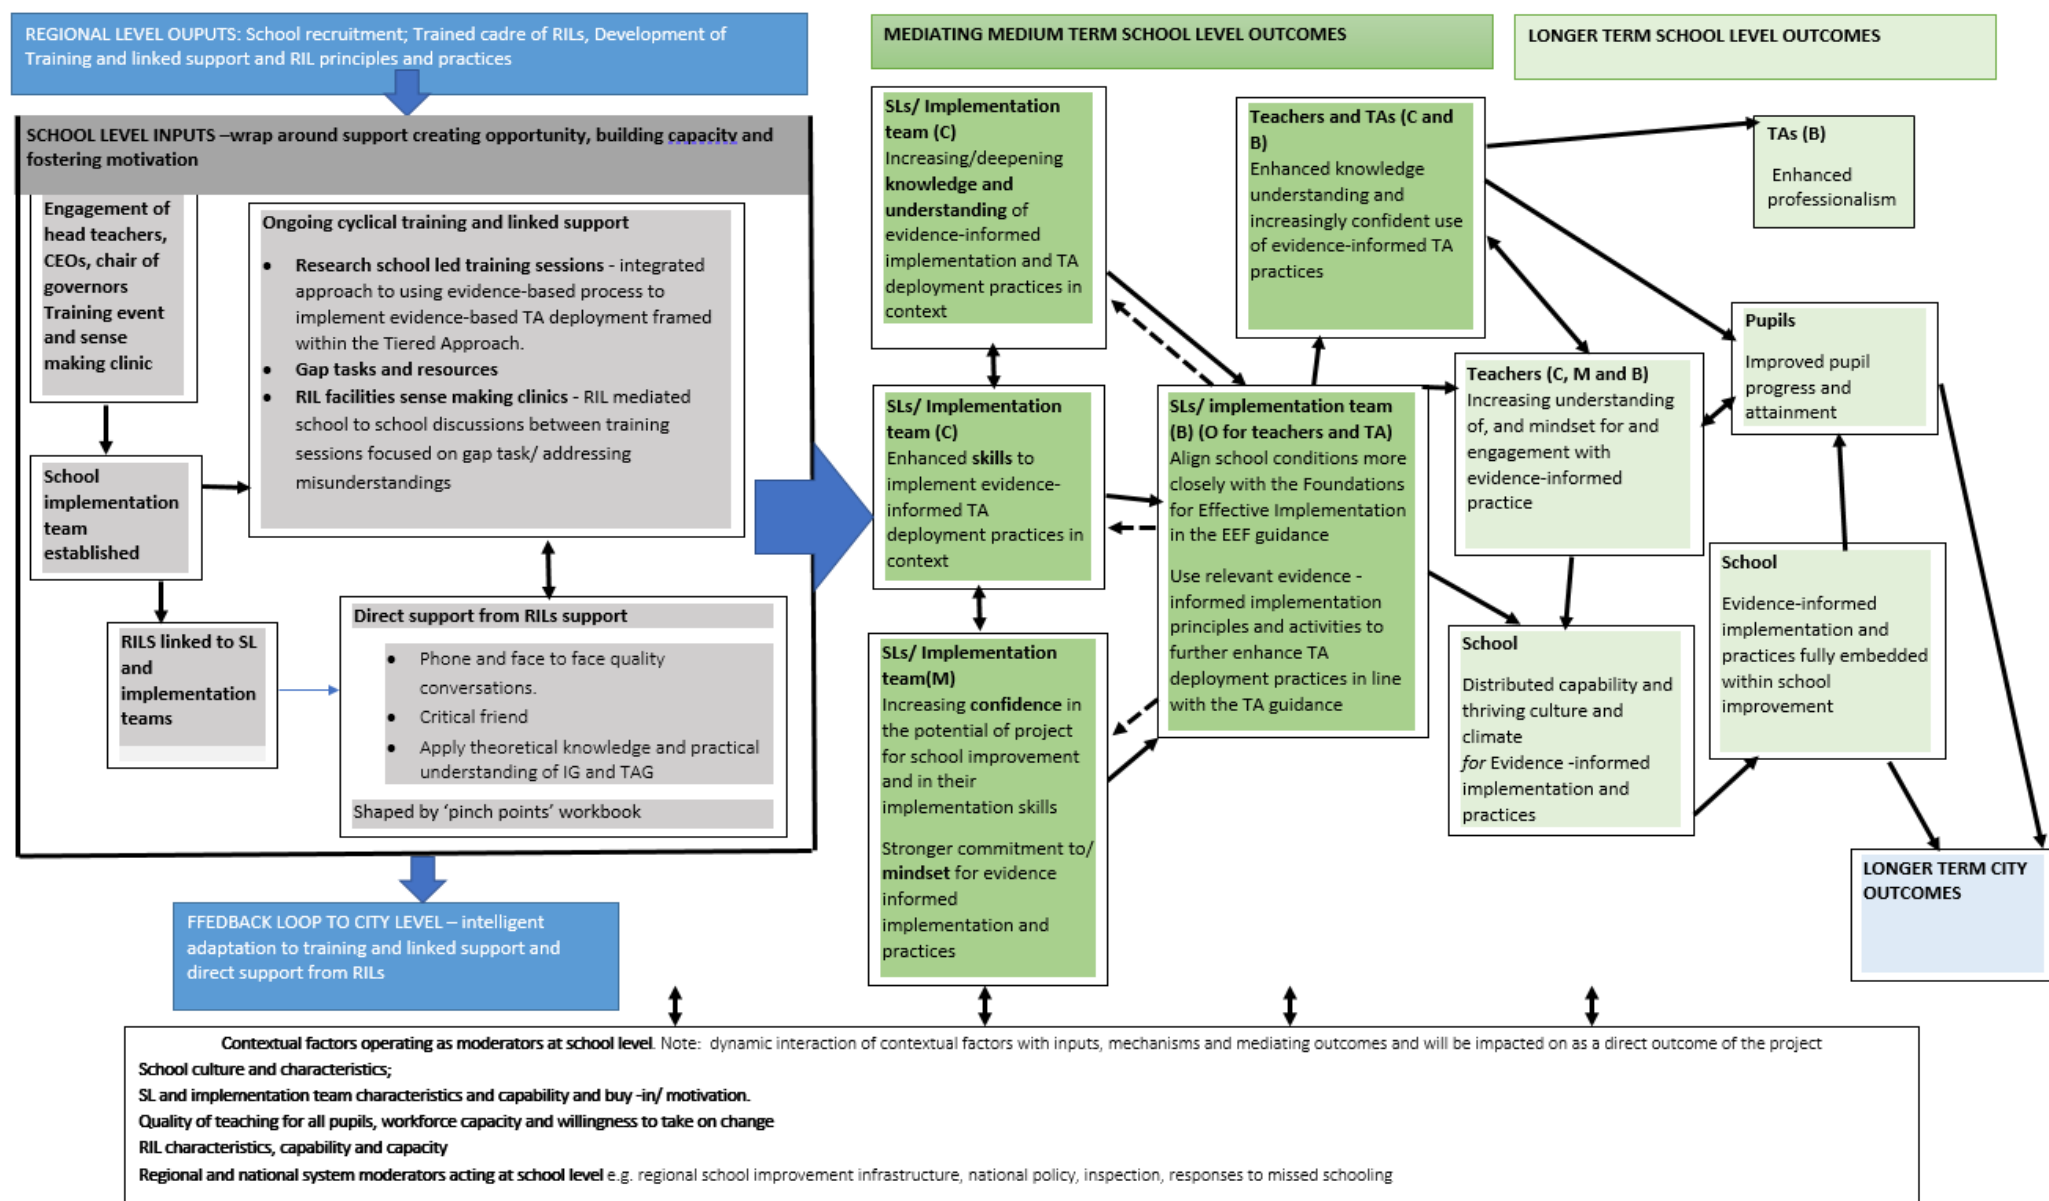 REGIONAL LEVEL OUPUTS: School recruitment; Trained cadre of RILs, Development of
Training and linked support and RIL principles and practices
SCHOOL LEVEL INPUTS –wrap around support creating opportunity, building capacity and
fostering motivation
Engagement of
head teachers,
CEOs, chair of
governors
Training event
and sense
making clinic
School
implementation
team
established
RILS linked to SL
and
implementation
teams
Ongoing cyclical training and linked support
• Research school led training sessions - integrated
approach to using evidence-based process to
implement evidence-based TA deployment framed
within the Tiered Approach.
• Gap tasks and resources
• RIL facilities sense making clinics - RIL mediated
school to school discussions between training
sessions focused on gap task/ addressing
misunderstandings
Direct support from RILs support
• Phone and face to face quality
conversations.
• Critical friend
• Apply theoretical knowledge and practical
understanding of IG and TAG
Shaped by ‘pinch points’ workbook
FFEDBACK LOOP TO CITY LEVEL – intelligent
adaptation to training and linked support and
direct support from RILs
MEDIATING MEDIUM TERM SCHOOL LEVEL OUTCOMES
SLs/ Implementation
team (C)
Increasing/deepening
knowledge and
understanding of
evidence-informed
implementation and TA
deployment practices in
context
SLs/ Implementation
team (C)
Enhanced skills to
implement evidence-
informed TA
deployment practices in
context
SLs/ Implementation
team(M)
Increasing confidence in
the potential of project
for school improvement
and in their
implementation skills
Stronger commitment to/
mindset for evidence
informed
implementation and
practices
Teachers and TAs (C and
B)
Enhanced knowledge
understanding and
increasingly confident use
of evidence-informed TA
practices
SLs/ implementation team
(B) (O for teachers and TA)
Align school conditions more
closely with the Foundations
for Effective Implementation
in the EEF guidance
Use relevant evidence -
informed implementation
principles and activities to
further enhance TA
deployment practices in line
with the TA guidance
LONGER TERM SCHOOL LEVEL OUTCOMES
TAs (B)
Enhanced
professionalism
Teachers (C, M and B)
Increasing understanding
of, and mindset for and
engagement with
evidence-informed
practice
Pupils
Improved pupil
progress and
attainment
School
Distributed capability and
thriving culture and
climate
for Evidence -informed
implementation and
practices
School
Evidence-informed
implementation and
practices fully embedded
within school
improvement
LONGER TERM CITY
OUTCOMES
Contextual factors operating as moderators at school level. Note: dynamic interaction of contextual factors with inputs, mechanisms and mediating outcomes and will be impacted on as a direct outcome of the project
School culture and characteristics;
SL and implementation team characteristics and capability and buy -in/ motivation.
Quality of teaching for all pupils, workforce capacity and willingness to take on change
RIL characteristics, capability and capacity
Regional and national system moderators acting at school level e.g. regional school improvement infrastructure, national policy, inspection, responses to missed schooling